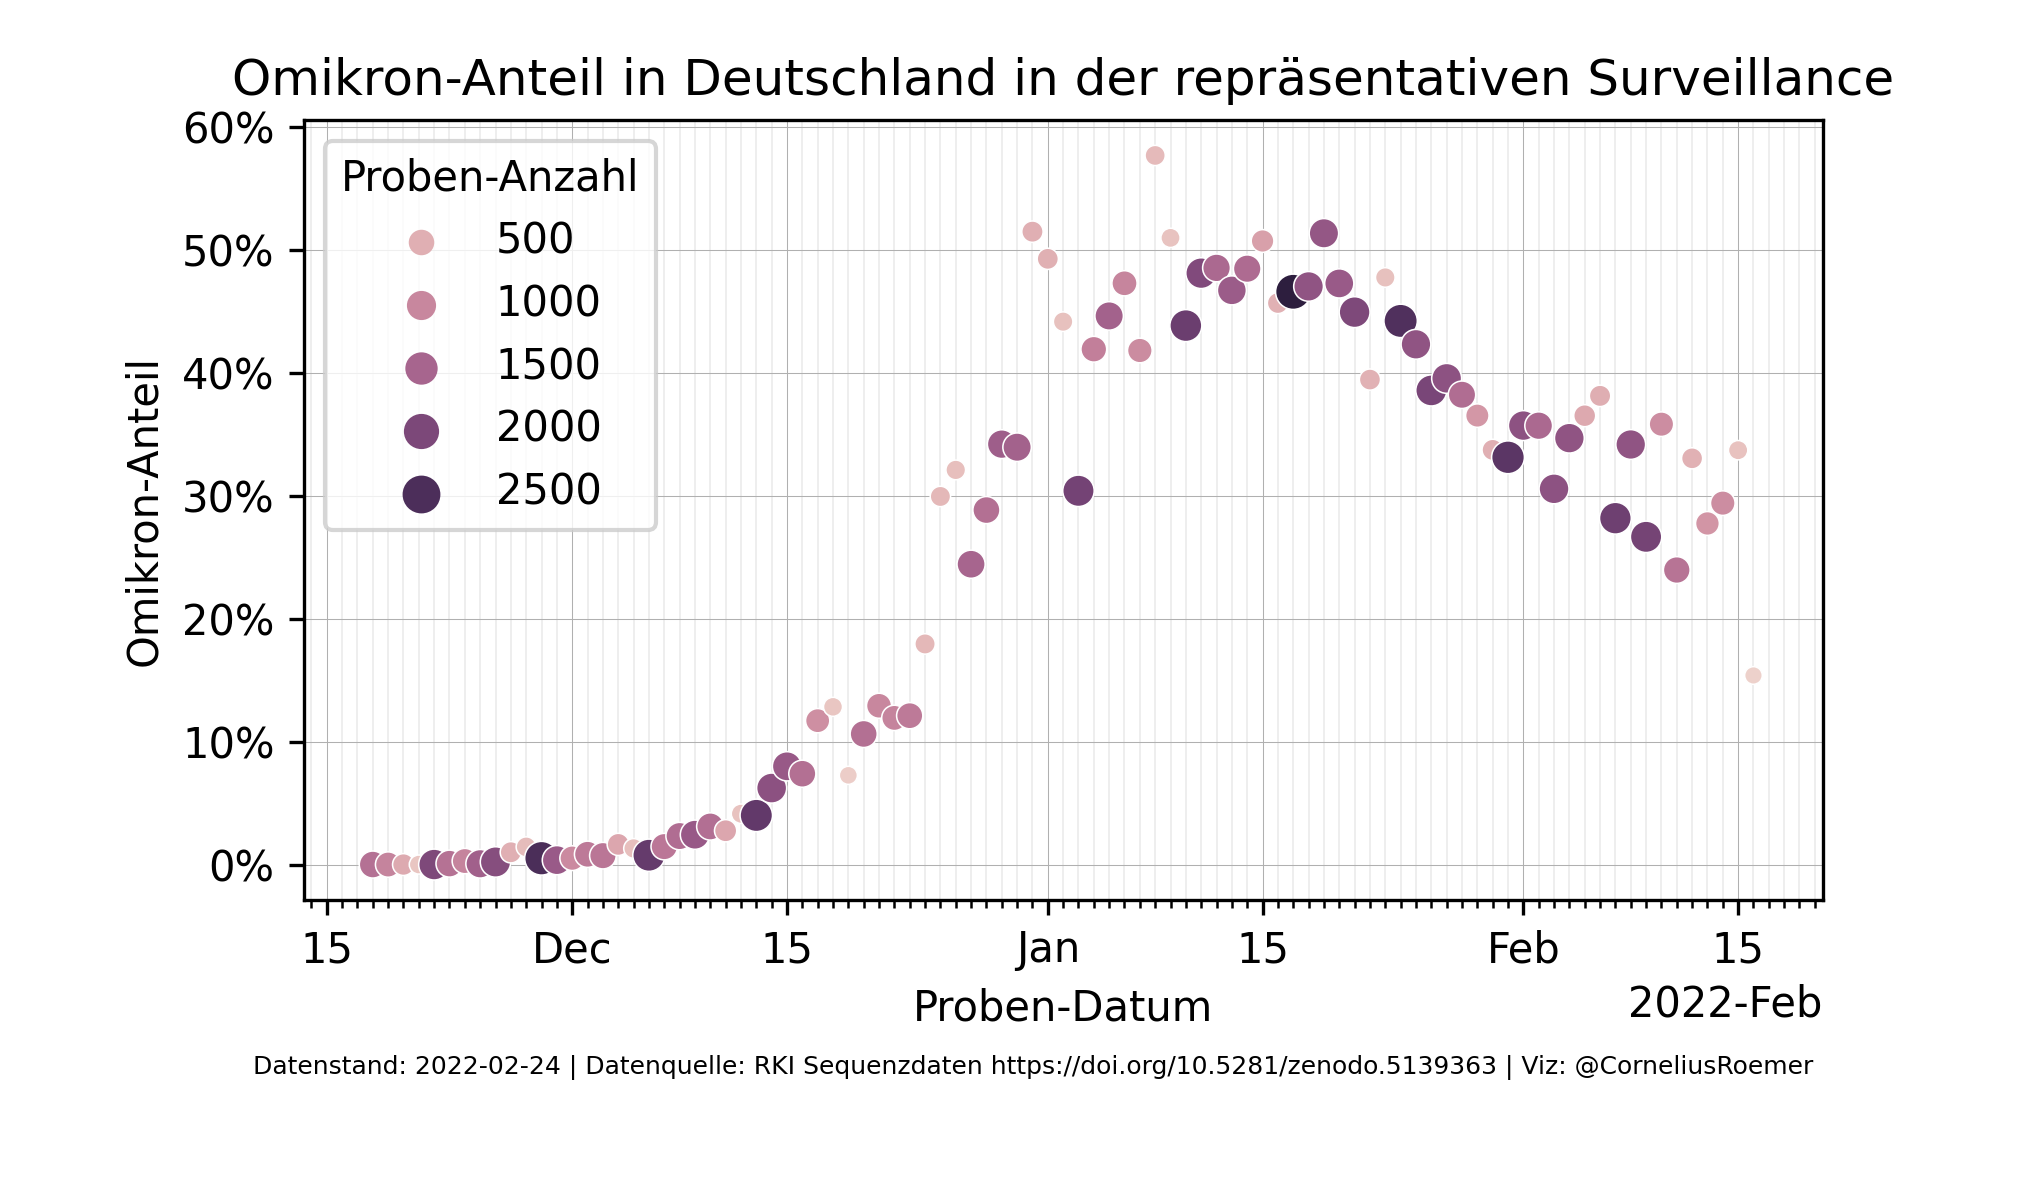 Omikron-Anteil in Deutschland in der repräsentativen Surveillance
60%
50%
40%
30%
20%
10%
0%
Omikron-Anteil
Proben-Anzahl
500
1000
1500
2000
2500
15 Dec 15 Jan 15 Feb 15
2022-Feb
Proben-Datum
Datenstand: 2022-02-24 | Datenquelle: RKI Sequenzdaten https://doi.org/10.5281/zenodo.5139363 | Viz: @CorneliusRoemer